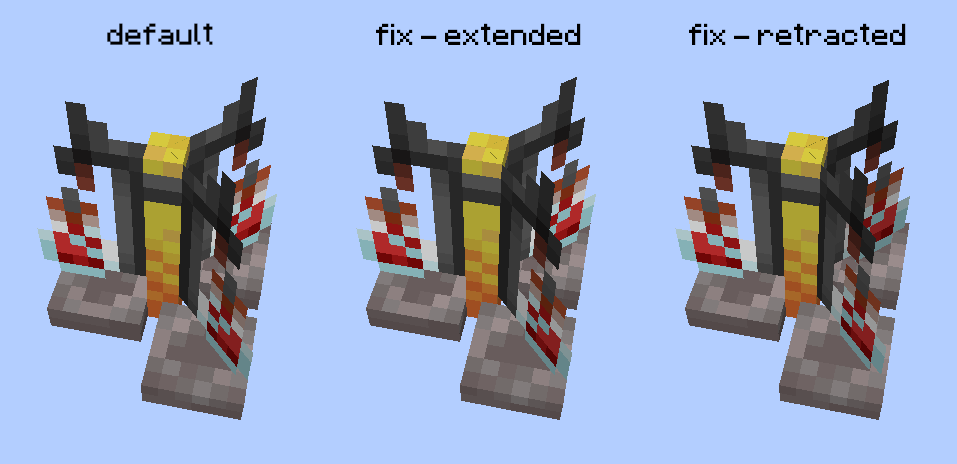 default
fix – extended
fix – retracted